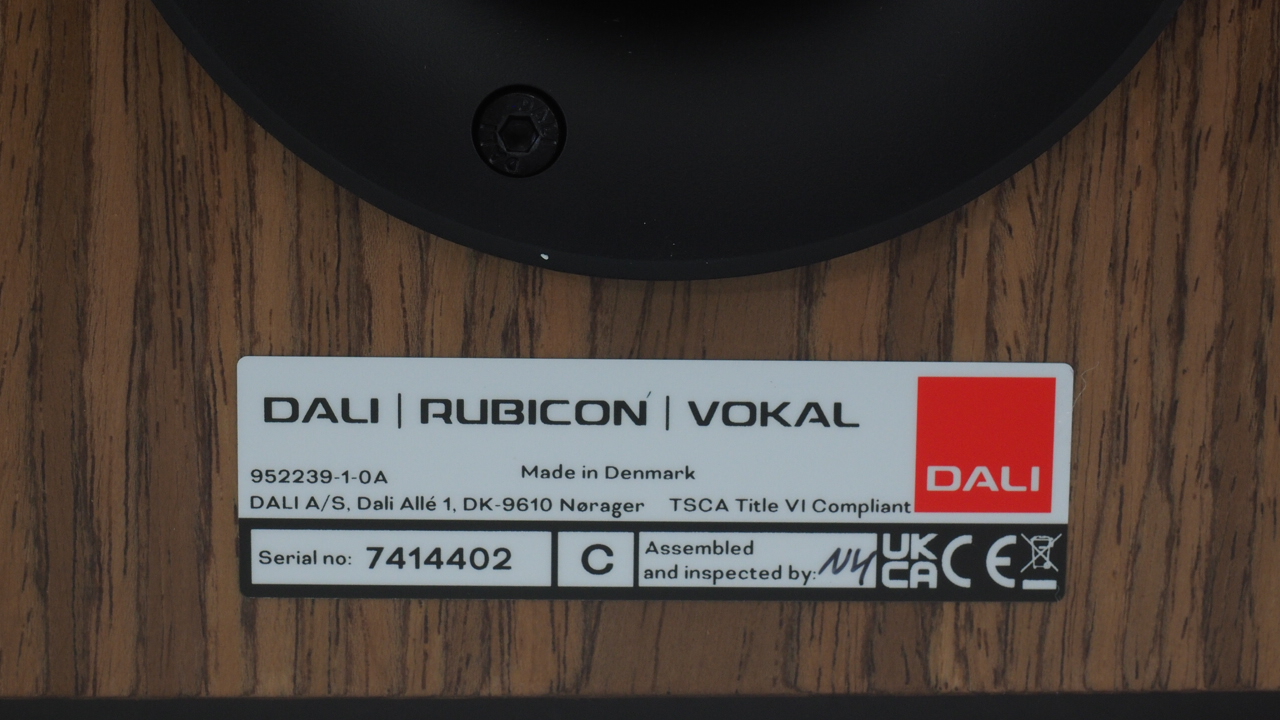 DALI | RUBICON | VOKAL
DALI
952239-1-0A
Made in Denmark
DALI A/S, Dali Allé 1, DK-9610 Nørager
TSCA Title VI Compliant
Serial no: 7414402
C
Assembled
and inspected by: NY
UK
CA
CE